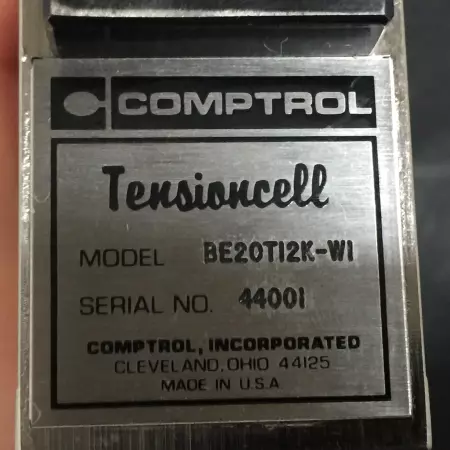 COMPTROL
Tensioncell
MODEL BE20T12K-W1
SERIAL NO. 44001
COMPTROL, INCORPORATED
CLEVELAND, OHIO 44125
MADE IN U.S.A